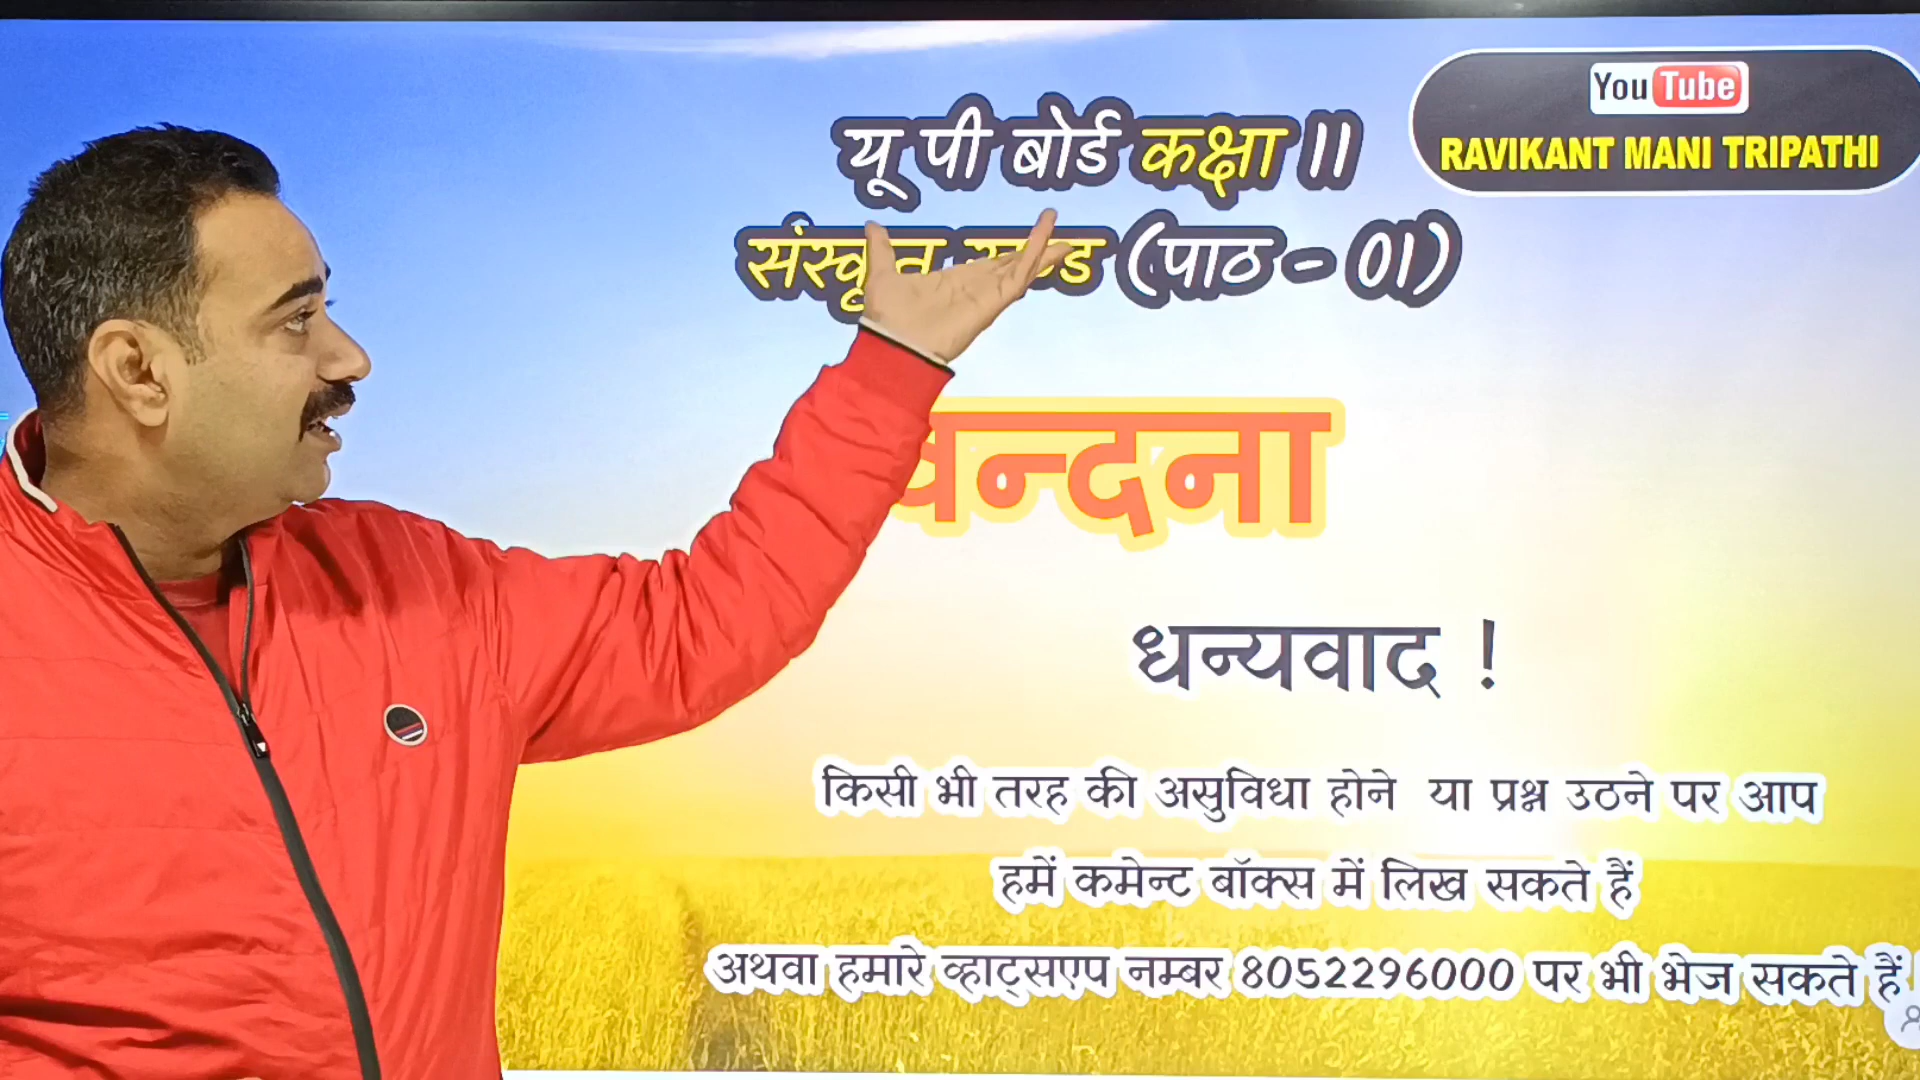 YouTube
RAVIKANT MANI TRIPATHI
यू पी बोर्ड कक्षा 11
(पाठ - 01)
धन्यवाद !
किसी भी तरह की असुविधा होने या प्रश्न उठने पर आप
हमें कमेन्ट बॉक्स में लिख सकते हैं
अथवा हमारे व्हाट्सएप नम्बर 8052296000 पर भी भेज सकते हैं